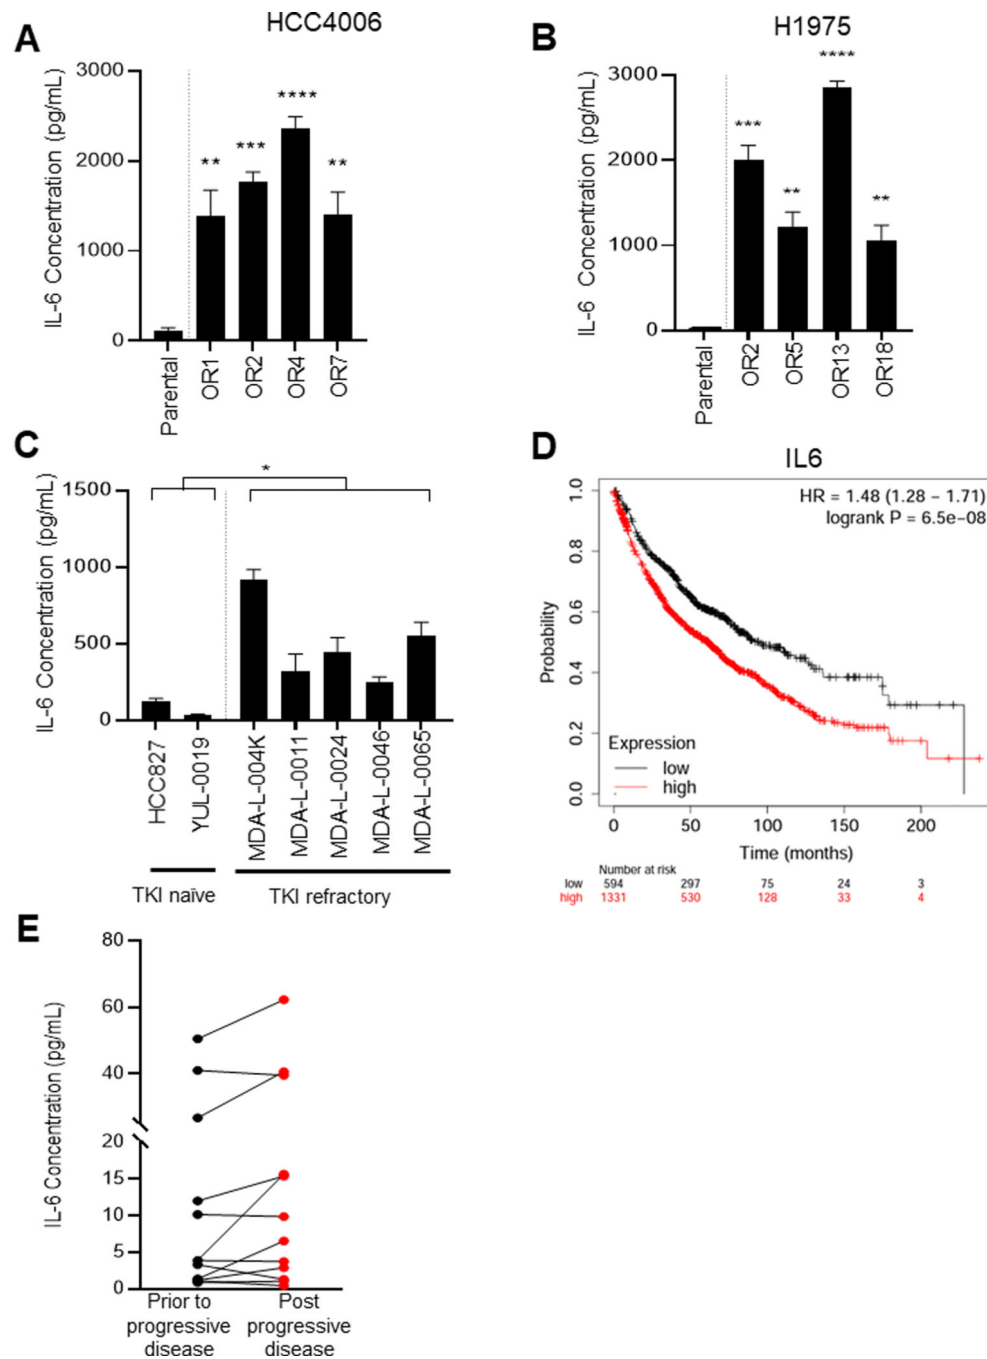 A
HCC4006
IL-6 Concentration (pg/mL)
3000
2000
1000
0
**
***
****
**
Parental
OR1
OR2
OR4
OR7
B
H1975
IL-6 Concentration (pg/mL)
3000
2000
1000
0
***
**
****
**
Parental
OR2
OR5
OR13
OR18
C
IL-6 Concentration (pg/mL)
1500
1000
500
0
*
HCC827
YUL-0019
MDA-L-004K
MDA-L-0011
MDA-L-0024
MDA-L-0046
MDA-L-0065
TKI naïve
TKI refractory
D
IL6
HR = 1.48 (1.28 − 1.71)
logrank P = 6.5e−08
Probability
1.0
0.8
0.6
0.4
0.2
0.0
Expression
low
high
0 50 100 150 200
Time (months)
Number at risk
low 594 297 75 24 3
high 1331 530 128 33 4
E
IL-6 Concentration (pg/mL)
80
60
40
20
15
10
5
0
Prior to
progressive
disease
Post
progressive
disease